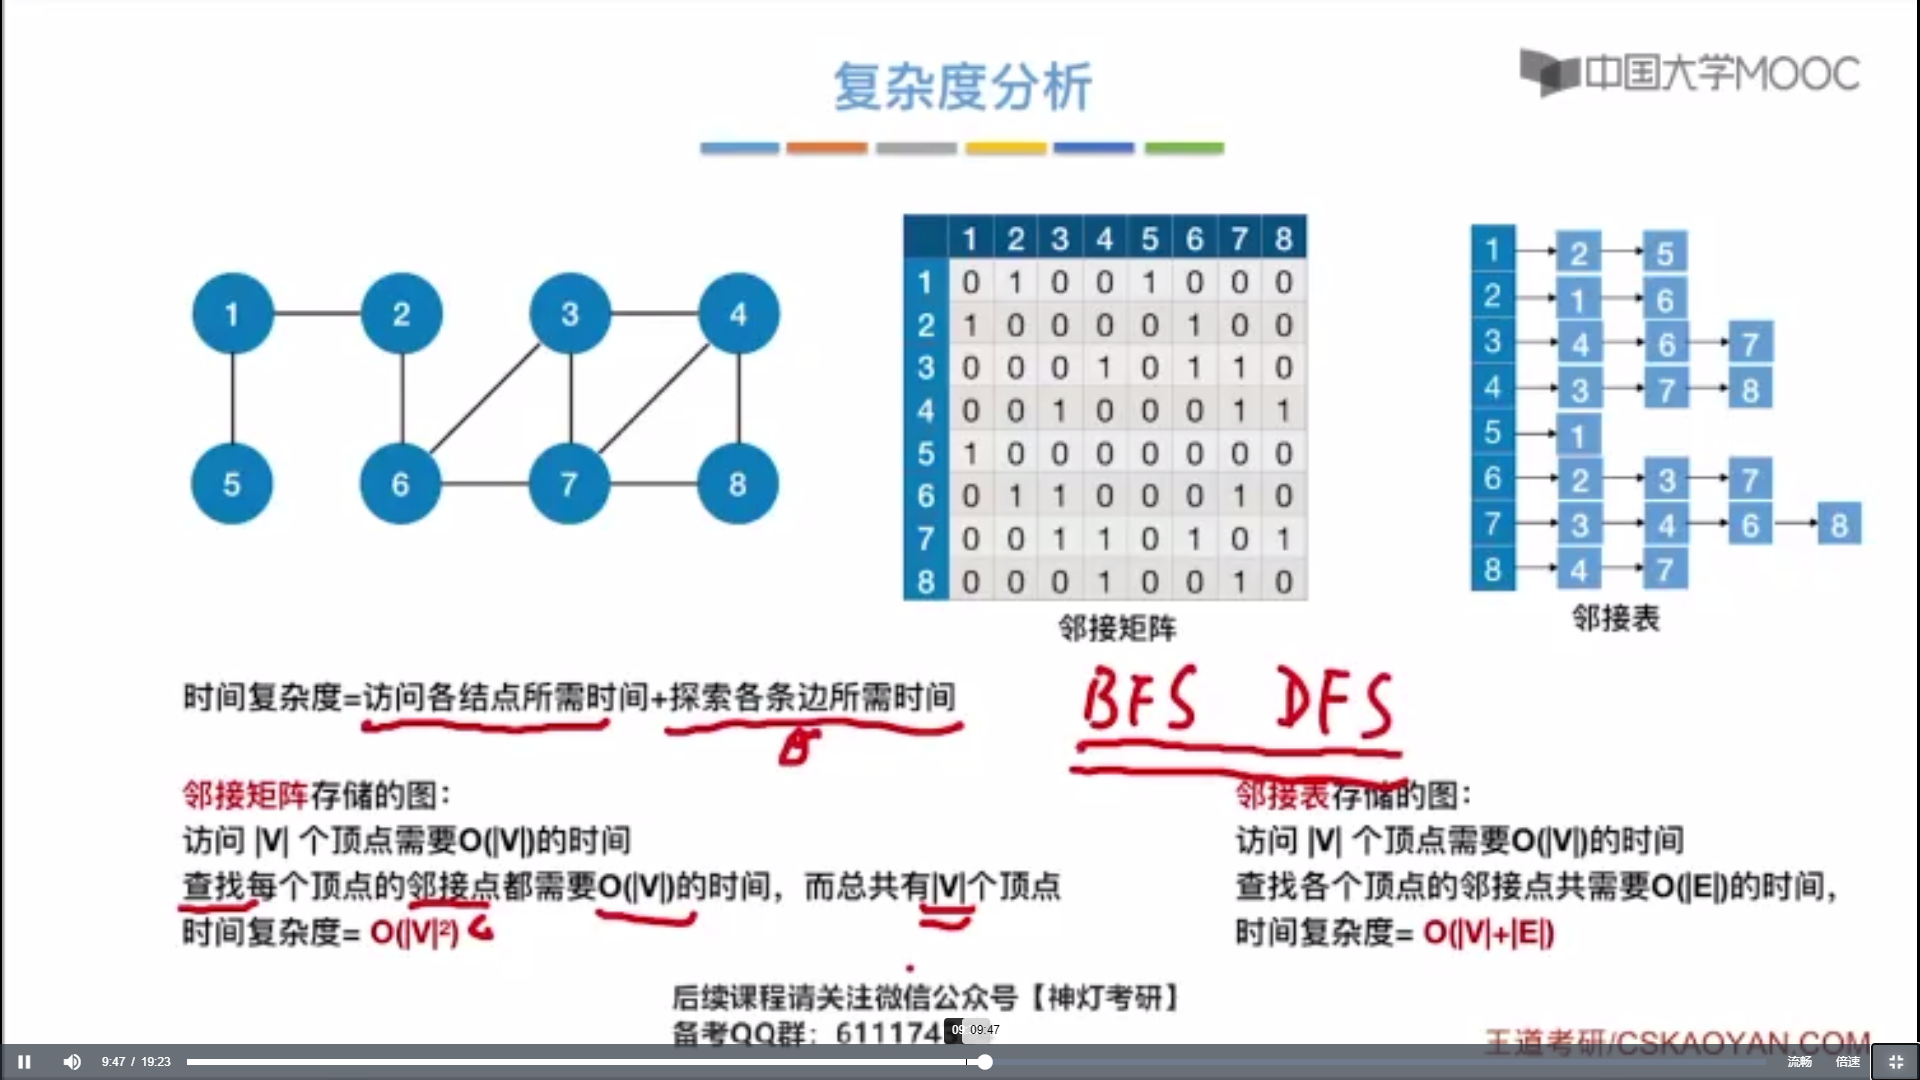 复杂度分析
中国大学MOOC
1 2 3 4
5 6 7 8
1 2 3 4 5 6 7 8
1 0 1 0 0 1 0 0 0
2 1 0 0 0 0 1 0 0
3 0 0 0 1 0 1 1 0
4 0 0 1 0 0 0 1 1
5 1 0 0 0 0 0 0 0
6 0 1 1 0 0 0 1 0
7 0 0 1 1 0 1 0 1
8 0 0 0 1 0 0 1 0
邻接矩阵
1 2 5
2 1 6
3 4 6 7
4 3 7 8
5 1
6 2 3 7
7 3 4 6 8
8 4 7
邻接表
时间复杂度=访问各结点所需时间+探索各条边所需时间
BFS DFS
邻接矩阵存储的图：
访问 |V| 个顶点需要O(|V|)的时间
查找每个顶点的邻接点都需要O(|V|)的时间，而总共有|V|个顶点
时间复杂度= O(|V|²)
邻接表存储的图：
访问 |V| 个顶点需要O(|V|)的时间
查找各个顶点的邻接点共需要O(|E|)的时间，
时间复杂度= O(|V|+|E|)
后续课程请关注微信公众号【神灯考研】
备考QQ群：611174
09:47
王道考研/CSKAOYAN.COM
9:47 / 19:23
流畅 倍速